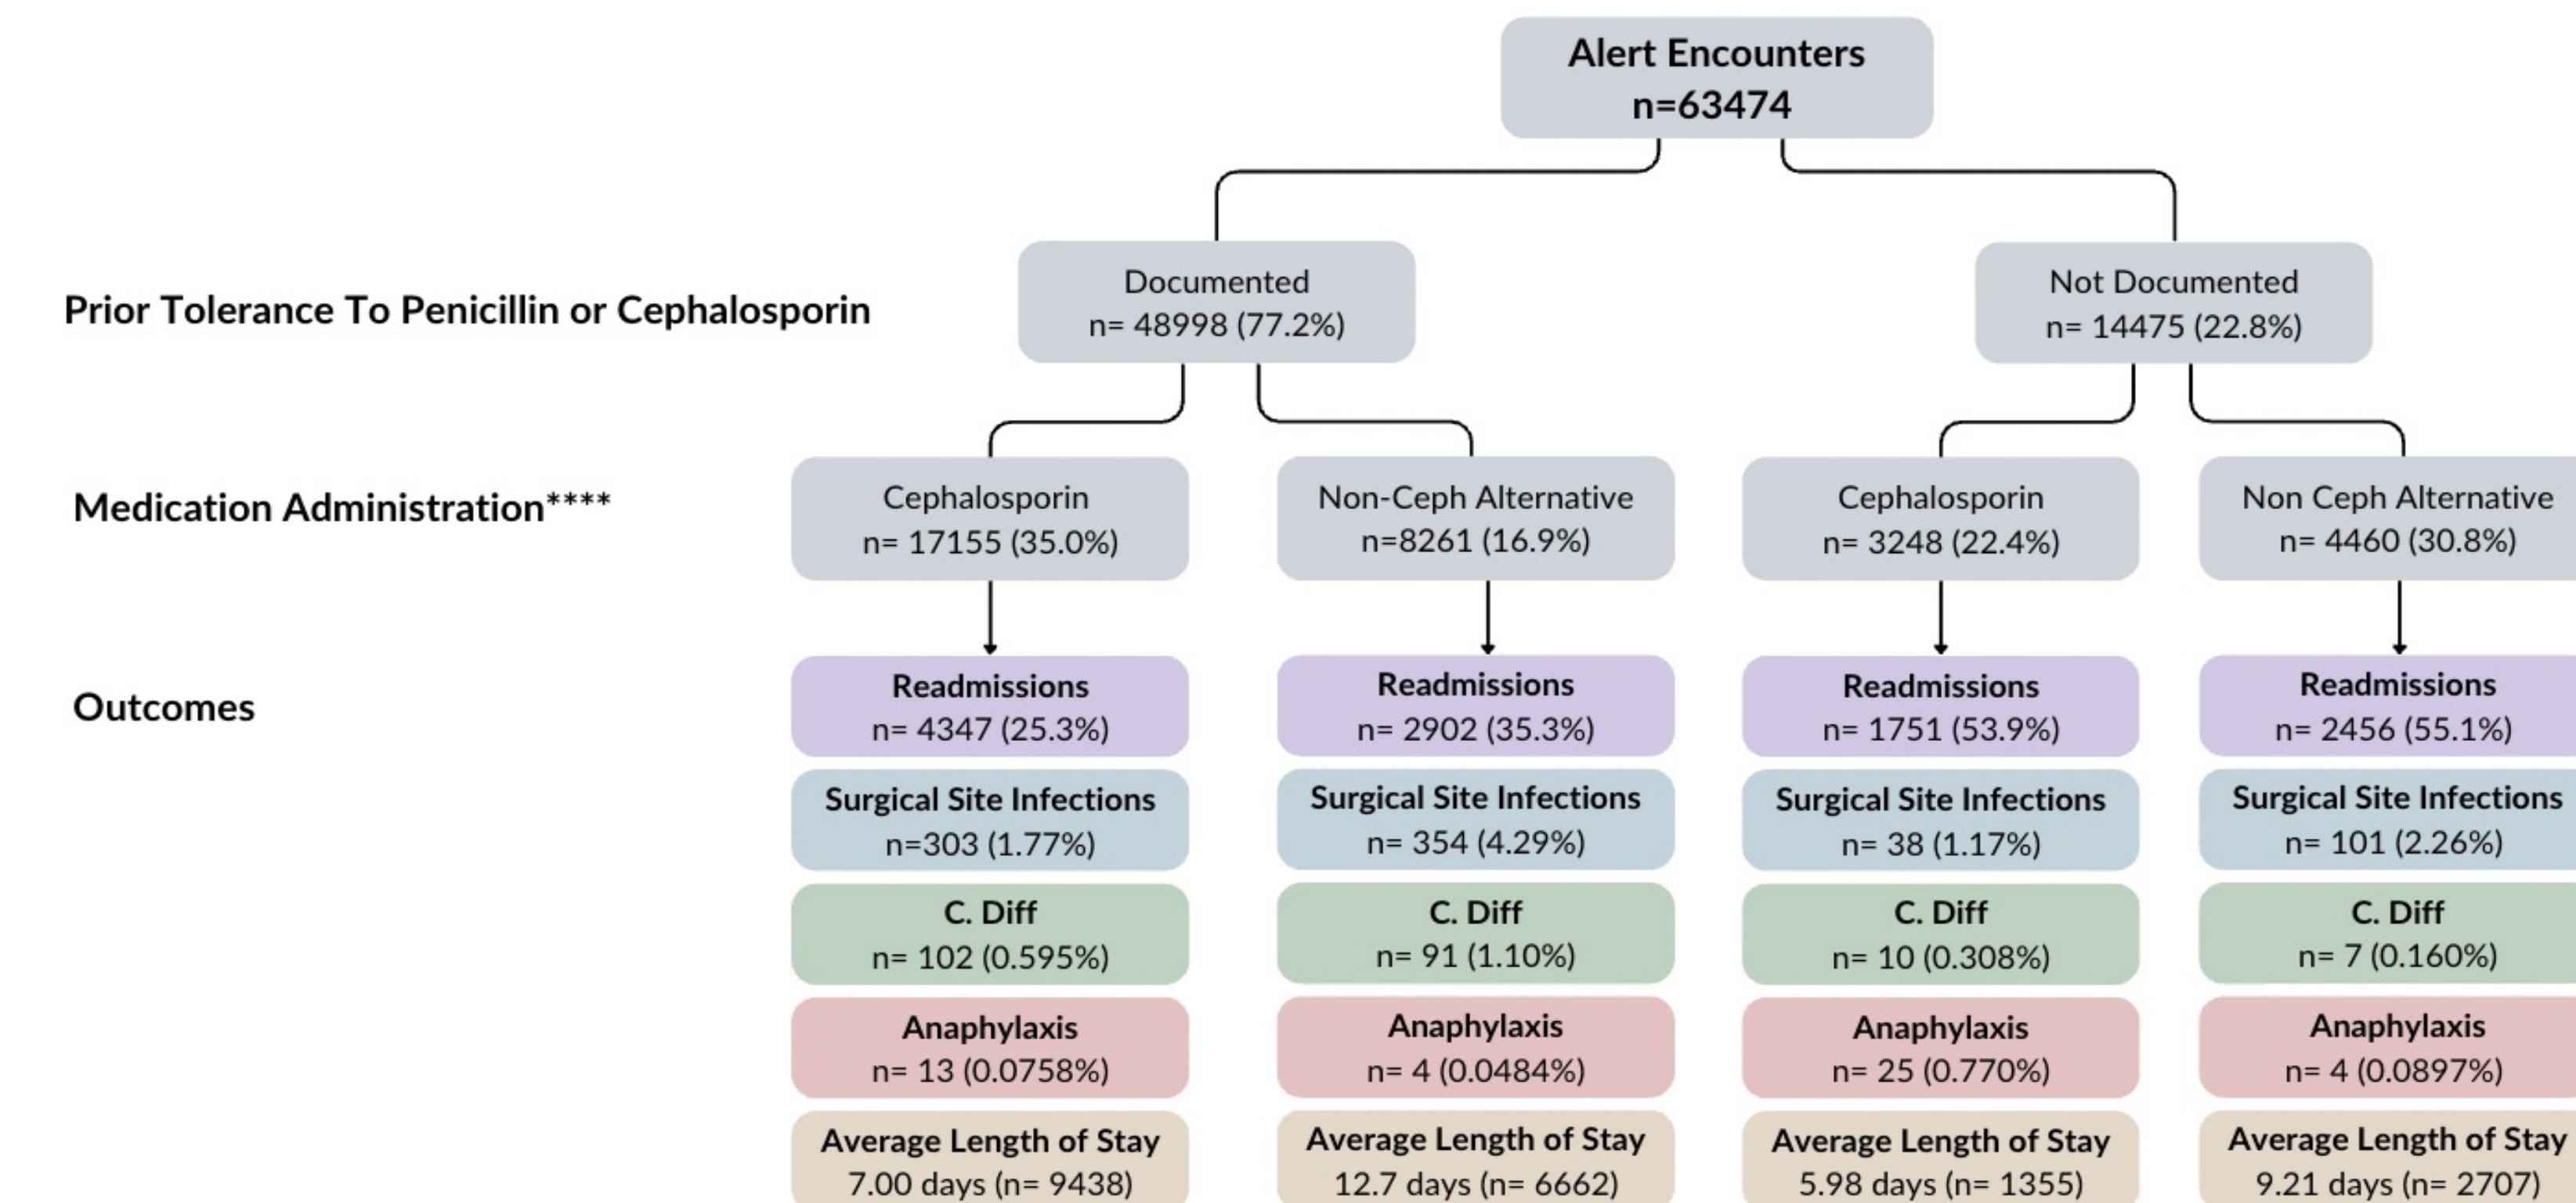 Alert Encounters
n=63474
Prior Tolerance To Penicillin or Cephalosporin
Documented
n= 48998 (77.2%)
Not Documented
n= 14475 (22.8%)
Medication Administration****
Cephalosporin
n= 17155 (35.0%)
Non-Ceph Alternative
n=8261 (16.9%)
Cephalosporin
n= 3248 (22.4%)
Non Ceph Alternative
n= 4460 (30.8%)
Outcomes
Readmissions
n= 4347 (25.3%)
Readmissions
n= 2902 (35.3%)
Readmissions
n= 1751 (53.9%)
Readmissions
n= 2456 (55.1%)
Surgical Site Infections
n=303 (1.77%)
Surgical Site Infections
n= 354 (4.29%)
Surgical Site Infections
n= 38 (1.17%)
Surgical Site Infections
n= 101 (2.26%)
C. Diff
n= 102 (0.595%)
C. Diff
n= 91 (1.10%)
C. Diff
n= 10 (0.308%)
C. Diff
n= 7 (0.160%)
Anaphylaxis
n= 13 (0.0758%)
Anaphylaxis
n= 4 (0.0484%)
Anaphylaxis
n= 25 (0.770%)
Anaphylaxis
n= 4 (0.0897%)
Average Length of Stay
7.00 days (n= 9438)
Average Length of Stay
12.7 days (n= 6662)
Average Length of Stay
5.98 days (n= 1355)
Average Length of Stay
9.21 days (n= 2707)